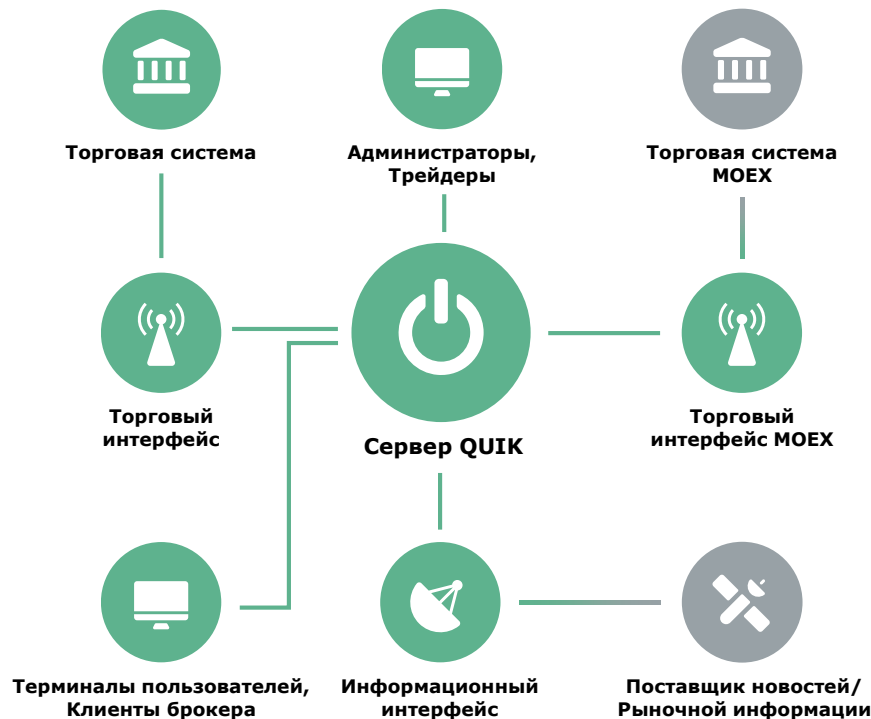 Торговая система
Администраторы,
Трейдеры
Торговая система
MOEX
Торговый
интерфейс
Сервер QUIK
Торговый
интерфейс MOEX
Терминалы пользователей,
Клиенты брокера
Информационный
интерфейс
Поставщик новостей/
Рыночной информации